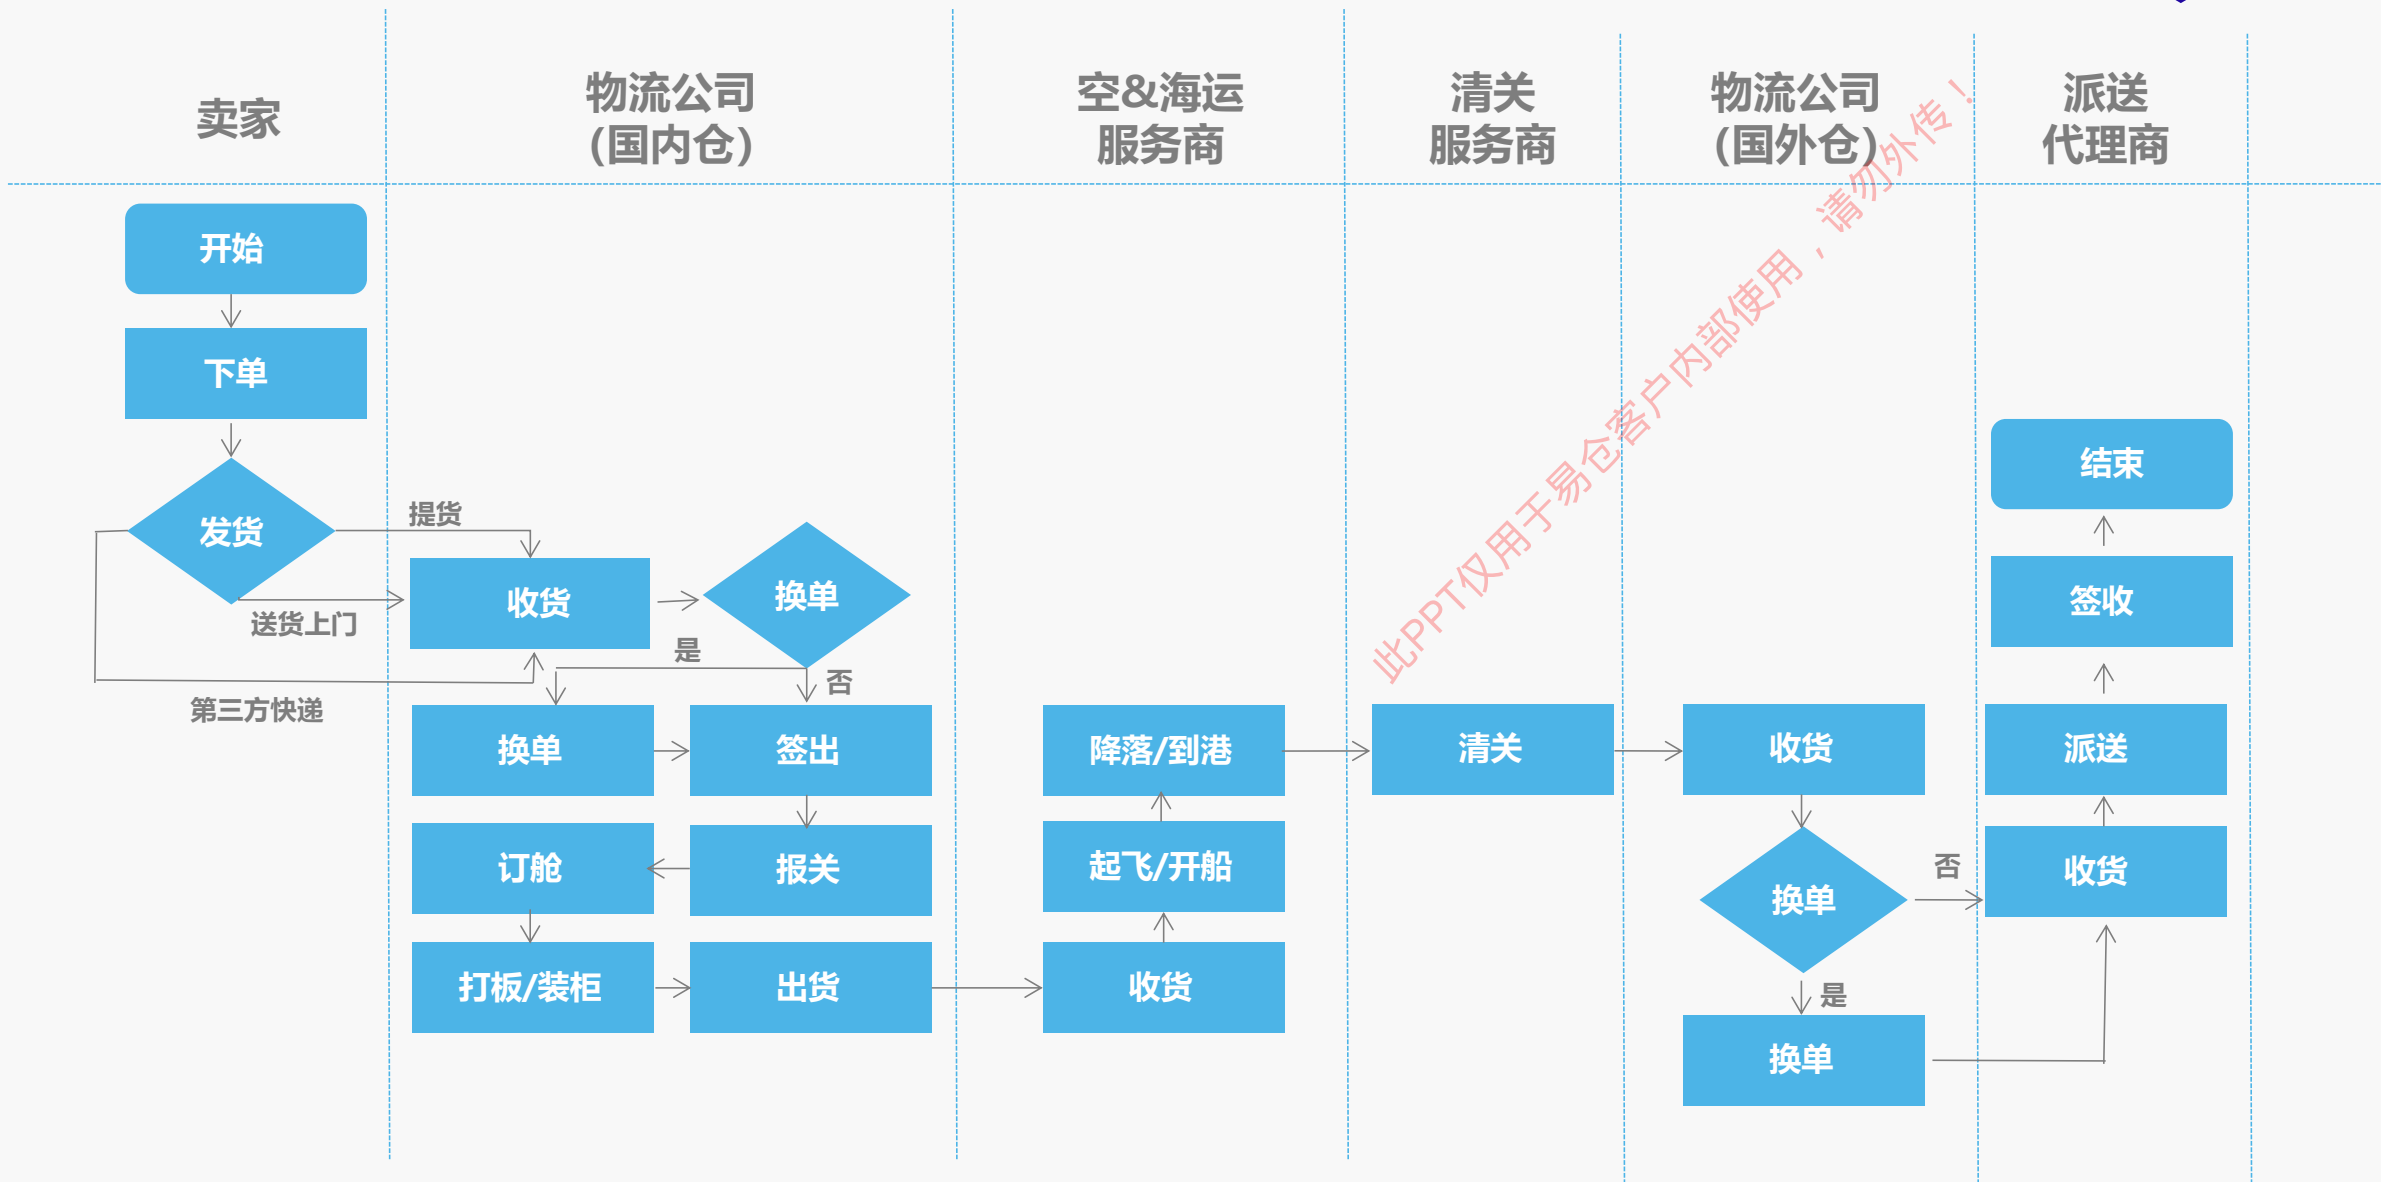 卖家
物流公司
(国内仓)
空&海运
服务商
清关
服务商
物流公司
(国外仓)
派送
代理商
开始
下单
发货
提货
送货上门
第三方快递
收货
换单
是
否
换单
签出
订舱
报关
打板/装柜
出货
降落/到港
起飞/开船
收货
清关
收货
换单
否
是
换单
结束
签收
派送
收货
此PPT仅用于易仓客户内部使用，请勿外传！